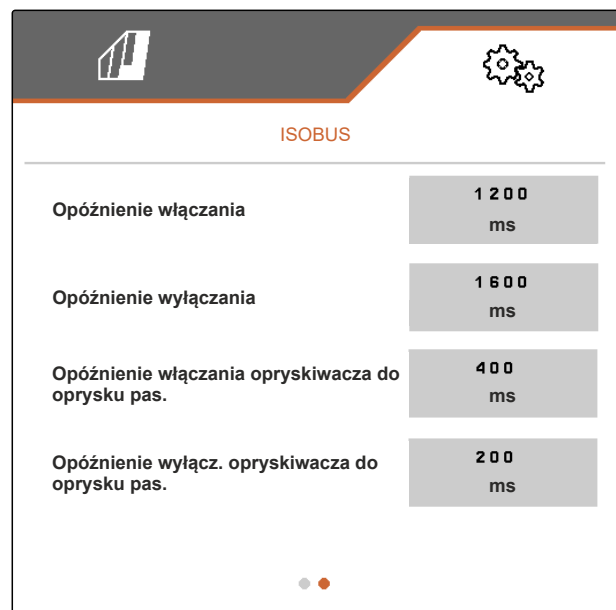 ISOBUS
Opóźnienie włączania
1200
ms
Opóźnienie wyłączania
1600
ms
Opóźnienie włączania opryskiwacza do
oprysku pas.
400
ms
Opóźnienie wyłącz. opryskiwacza do
oprysku pas.
200
ms